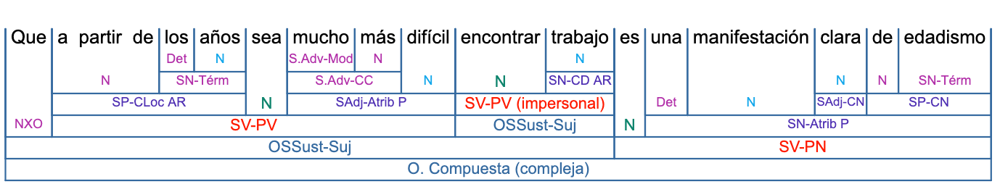 Que a partir de los años sea mucho más difícil encontrar trabajo es una manifestación clara de edadismo
Det N S.Adv-Mod N N
N SN-Térm S.Adv-CC N N SN-CD AR N N SN-Térm
SP-CLoc AR N SAdj-Atrib P SV-PV (impersonal) Det N SAdj-CN SP-CN
NXO SV-PV OSSust-Suj N SN-Atrib P
OSSust-Suj SV-PN
O. Compuesta (compleja)